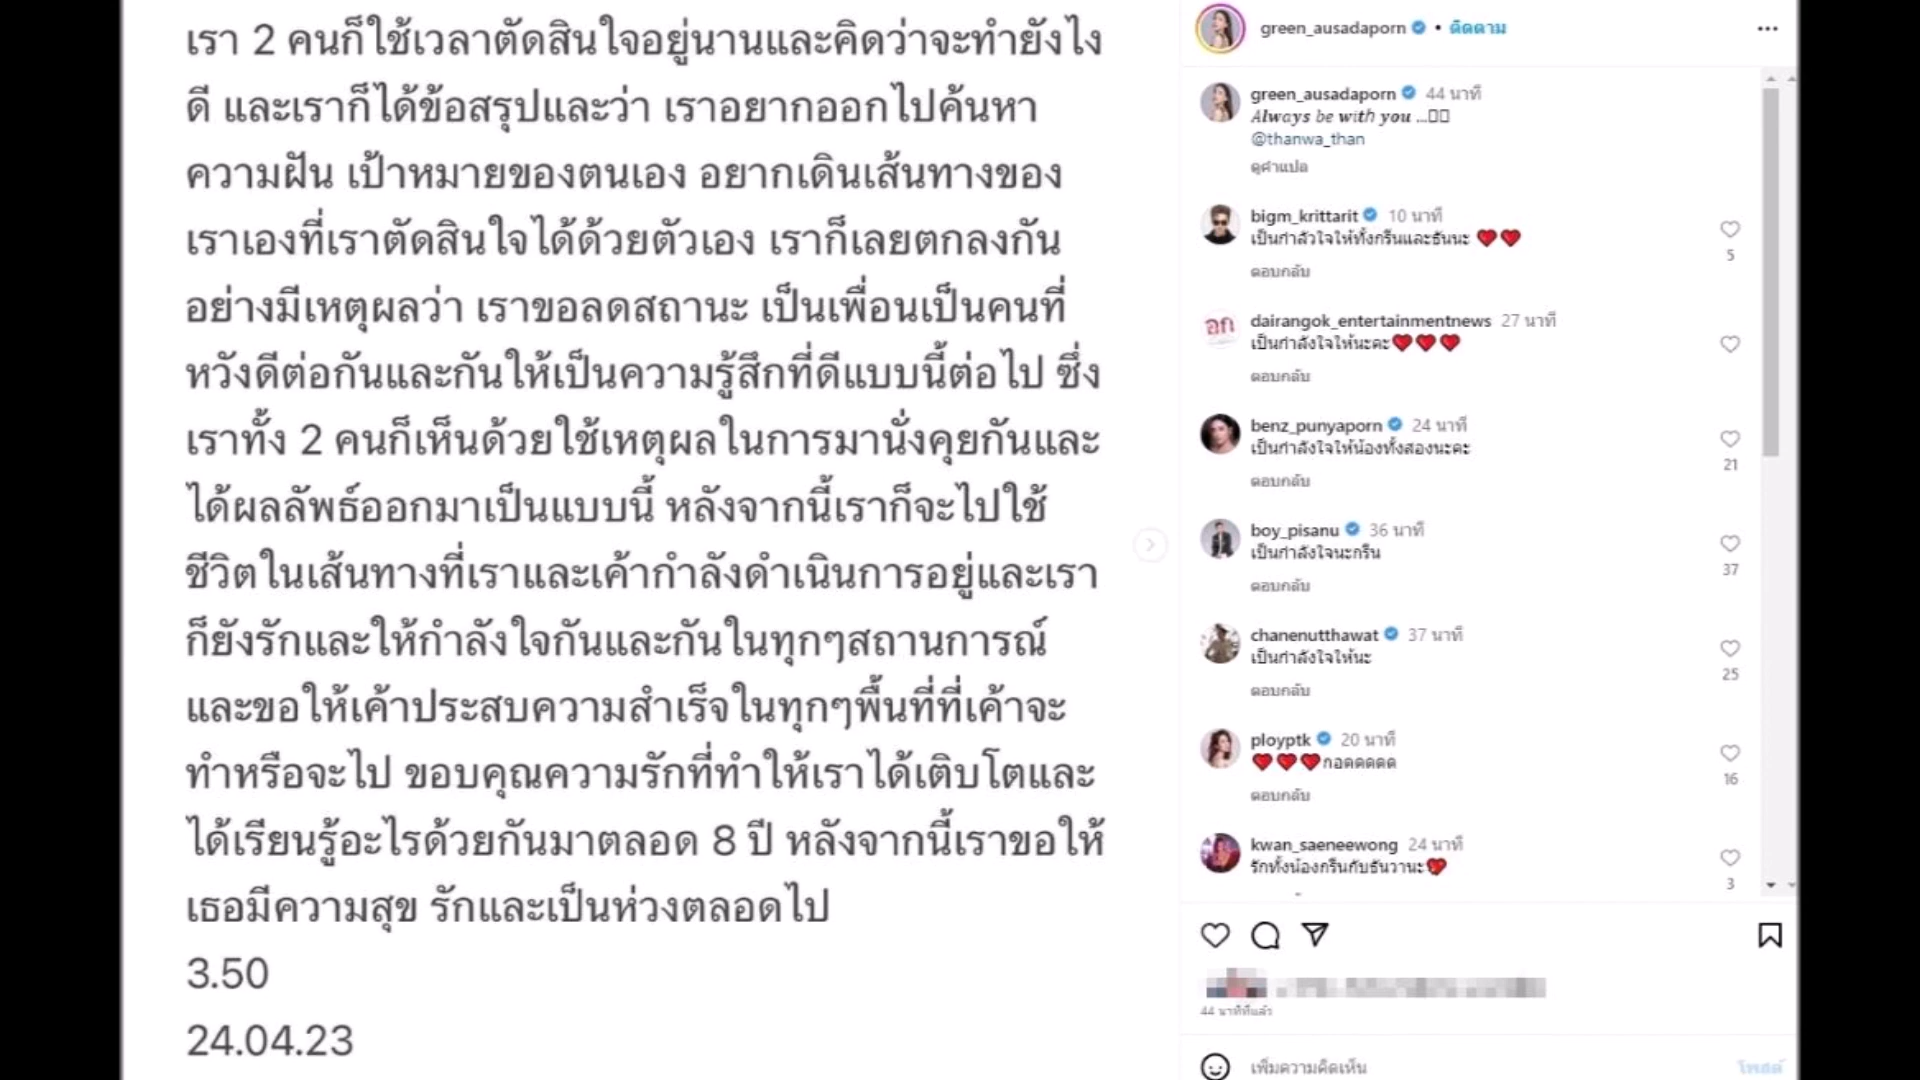 เรา 2 คนก็ใช้เวลาตัดสินใจอยู่นานและคิดว่าจะทำยังไง
ดี และเราก็ได้ข้อสรุปและว่า เราอยากออกไปค้นหา
ความฝัน เป้าหมายของตนเอง อยากเดินเส้นทางของ
เราเองที่เราตัดสินใจได้ด้วยตัวเอง เราก็เลยตกลงกัน
อย่างมีเหตุผลว่า เราขอลดสถานะ เป็นเพื่อนเป็นคนที่
หวังดีต่อกันและกันให้เป็นความรู้สึกที่ดีแบบนี้ต่อไป ซึ่ง
เราทั้ง 2 คนก็เห็นด้วยใช้เหตุผลในการมานั่งคุยกันและ
ได้ผลลัพธ์ออกมาเป็นแบบนี้ หลังจากนี้เราก็จะไปใช้
ชีวิตในเส้นทางที่เราและเค้ากำลังดำเนินการอยู่และเรา
ก็ยังรักและให้กำลังใจกันและกันในทุกๆสถานการณ์
และขอให้เค้าประสบความสำเร็จในทุกๆพื้นที่ที่เค้าจะ
ทำหรือจะไป ขอบคุณความรักที่ทำให้เราได้เติบโตและ
ได้เรียนรู้อะไรด้วยกันมาตลอด 8 ปี หลังจากนี้เราขอให้
เธอมีความสุข รักและเป็นห่วงตลอดไป
3.50
24.04.23
green_ausadaporn • ติดตาม
green_ausadaporn 44 นาที
Always be with you ...
@thanwa_than
ดูคำแปล
bigm_krittarit 10 นาที
เป็นกำลัวใจให้ทั้งกรีนและธันนะ ❤❤
5
ตอบกลับ
อก
dairangok_entertainmentnews 27 นาที
เป็นกำลังใจให้นะคะ❤❤❤
ตอบกลับ
benz_punyaporn 24 นาที
เป็นกำลังใจให้น้องทั้งสองนะคะ
21
ตอบกลับ
boy_pisanu 36 นาที
เป็นกำลังใจนะกรีน
37
ตอบกลับ
chanenutthawat 37 นาที
เป็นกำลังใจให้นะ
25
ตอบกลับ
ployptk 20 นาที
❤❤❤กอดดดดด
16
ตอบกลับ
kwan_saeneewong 24 นาที
รักทั้งน้องกรีนกับธันวานะ❤
3
44 นาทีที่แล้ว
เพิ่มความคิดเห็น
โพสต์